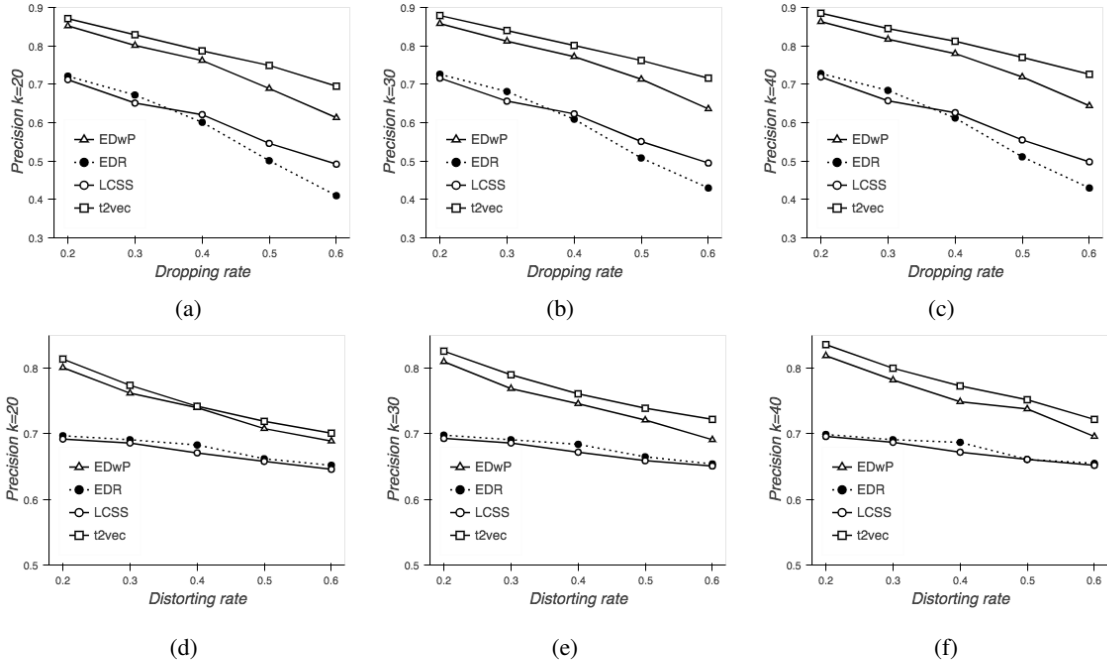 0.9
0.8
0.7
0.6
0.5
0.4
0.3
Precision k=20
EDwP
EDR
LCSS
t2vec
0.2 0.3 0.4 0.5 0.6
Dropping rate
(a)
0.9
0.8
0.7
0.6
0.5
0.4
0.3
Precision k=30
EDwP
EDR
LCSS
t2vec
0.2 0.3 0.4 0.5 0.6
Dropping rate
(b)
0.9
0.8
0.7
0.6
0.5
0.4
0.3
Precision k=40
EDwP
EDR
LCSS
t2vec
0.2 0.3 0.4 0.5 0.6
Dropping rate
(c)
0.8
0.7
0.6
0.5
Precision k=20
EDwP
EDR
LCSS
t2vec
0.2 0.3 0.4 0.5 0.6
Distorting rate
(d)
0.8
0.7
0.6
0.5
Precision k=30
EDwP
EDR
LCSS
t2vec
0.2 0.3 0.4 0.5 0.6
Distorting rate
(e)
0.8
0.7
0.6
0.5
Precision k=40
EDwP
EDR
LCSS
t2vec
0.2 0.3 0.4 0.5 0.6
Distorting rate
(f)